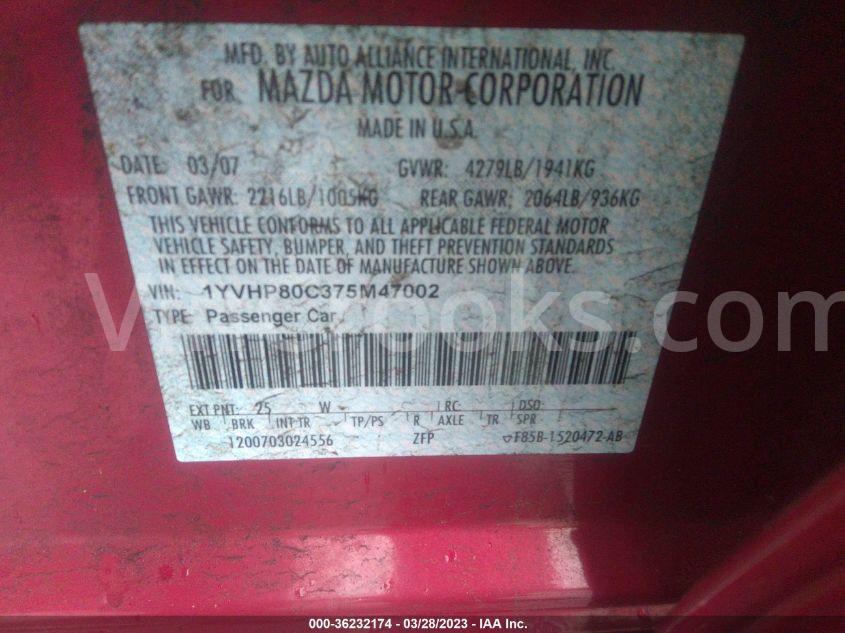 MFD. BY AUTO ALLIANCE INTERNATIONAL, INC.
FOR MAZDA MOTOR CORPORATION
MADE IN U.S.A.
DATE: 03/07 GVWR: 4279LB/1941KG
FRONT GAWR: 2216LB/1005KG REAR GAWR: 2064LB/936KG
THIS VEHICLE CONFORMS TO ALL APPLICABLE FEDERAL MOTOR
VEHICLE SAFETY, BUMPER, AND THEFT PREVENTION STANDARDS
IN EFFECT ON THE DATE OF MANUFACTURE SHOWN ABOVE.
VIN: 1YVHP80C375M47002
TYPE: Passenger Car
EXT PNT: 25 W RC: DSO:
WB BRK INT TR TP/PS R AXLE TR SPR
1200703024556 ZFP F85B-1520472-AB
000-36232174 / 03/28/2023 — IAA Inc.